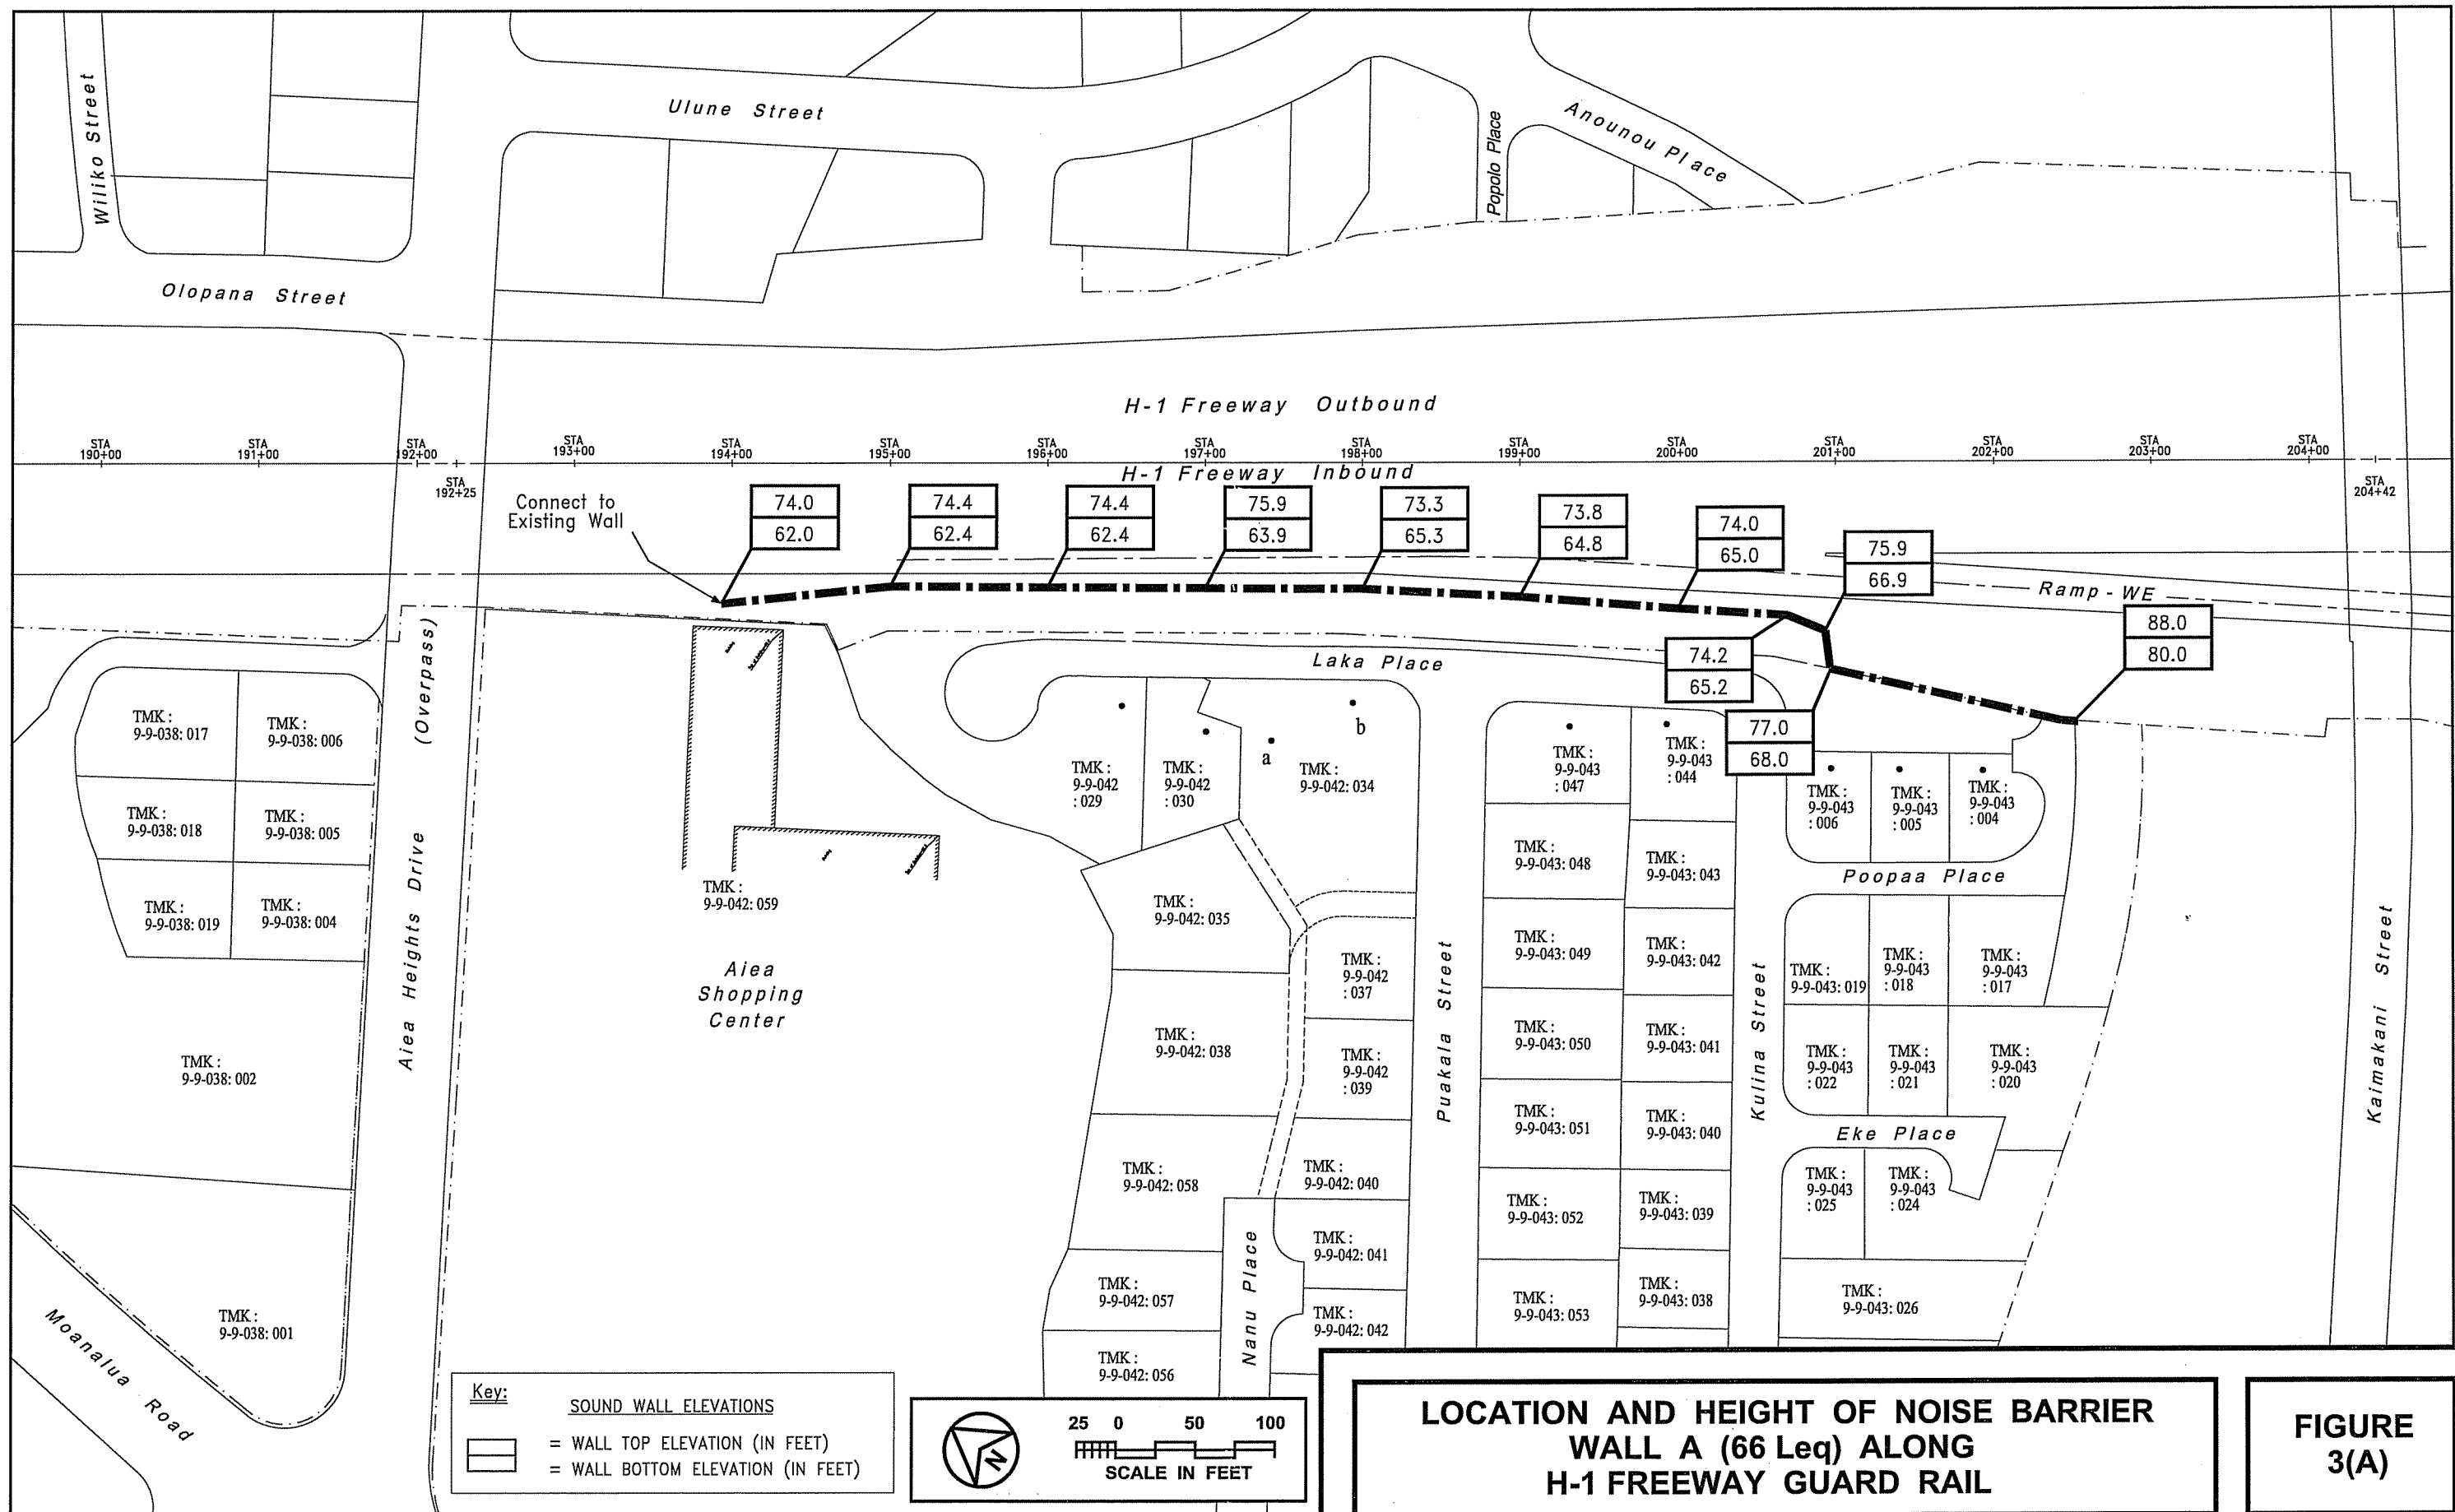 Wiliko Street
Ulune Street
Popolo Place
Anounou Place
Olopana Street
H-1 Freeway Outbound
STA
190+00
STA
191+00
STA
192+00
STA
193+00
STA
194+00
STA
195+00
STA
196+00
STA
197+00
STA
198+00
STA
199+00
STA
200+00
STA
201+00
STA
202+00
STA
203+00
STA
204+00
H-1 Freeway Inbound
STA
192+25
STA
204+42
Connect to
Existing Wall
74.0
62.0
74.4
62.4
74.4
62.4
75.9
63.9
73.3
65.3
73.8
64.8
74.0
65.0
75.9
66.9
Ramp-WE
88.0
80.0
74.2
65.2
77.0
68.0
Laka Place
Aiea Heights Drive (Overpass)
TMK:
9-9-038: 017
TMK:
9-9-038: 006
TMK:
9-9-038: 018
TMK:
9-9-038: 005
TMK:
9-9-038: 019
TMK:
9-9-038: 004
TMK:
9-9-038: 002
TMK:
9-9-038: 001
Moanalua Road
TMK:
9-9-042: 059
Aiea
Shopping
Center
TMK:
9-9-042
: 029
TMK:
9-9-042
: 030
a
b
TMK:
9-9-042: 034
TMK:
9-9-042: 035
TMK:
9-9-042
: 037
TMK:
9-9-042: 038
TMK:
9-9-042
: 039
TMK:
9-9-042: 058
TMK:
9-9-042: 040
TMK:
9-9-042: 041
TMK:
9-9-042: 057
TMK:
9-9-042: 042
TMK:
9-9-042: 056
Nanu Place
Puakala Street
TMK:
9-9-043
: 047
TMK:
9-9-043
: 044
TMK:
9-9-043: 048
TMK:
9-9-043: 043
TMK:
9-9-043: 049
TMK:
9-9-043: 042
TMK:
9-9-043: 050
TMK:
9-9-043: 041
TMK:
9-9-043: 051
TMK:
9-9-043: 040
TMK:
9-9-043: 052
TMK:
9-9-043: 039
TMK:
9-9-043: 053
TMK:
9-9-043: 038
Kulina Street
TMK:
9-9-043
: 006
TMK:
9-9-043
: 005
TMK:
9-9-043
: 004
Poopaa Place
TMK:
9-9-043: 019
TMK:
9-9-043
: 018
TMK:
9-9-043
: 017
TMK:
9-9-043
: 022
TMK:
9-9-043
: 021
TMK:
9-9-043
: 020
Eke Place
TMK:
9-9-043
: 025
TMK:
9-9-043
: 024
TMK:
9-9-043: 026
Kaimakani Street
Key:
SOUND WALL ELEVATIONS
= WALL TOP ELEVATION (IN FEET)
= WALL BOTTOM ELEVATION (IN FEET)
N
25 0 50 100
SCALE IN FEET
LOCATION AND HEIGHT OF NOISE BARRIER
WALL A (66 Leq) ALONG
H-1 FREEWAY GUARD RAIL
FIGURE
3(A)